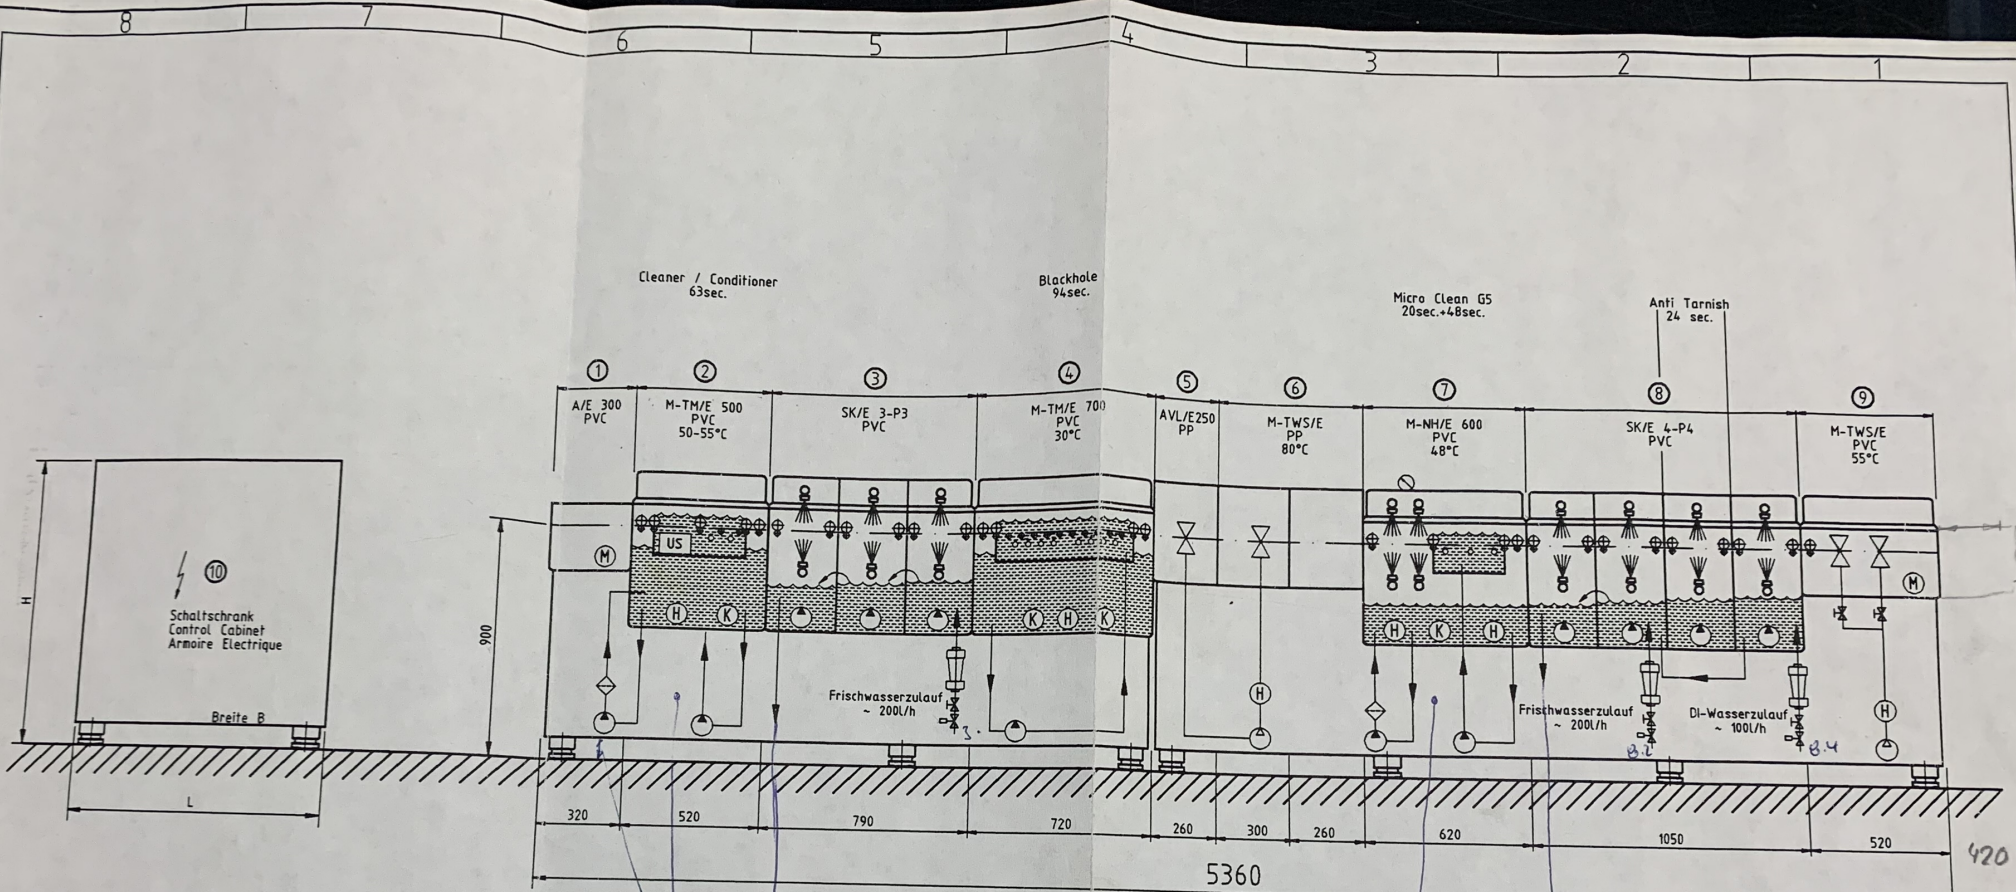 8
7
6
5
4
3
2
1
Cleaner / Conditioner
63sec.
Blackhole
94sec.
Micro Clean G5
20sec.+48sec.
Anti Tarnish
24 sec.
1
2
3
4
5
6
7
8
9
A/E 300
PVC
M-TM/E 500
PVC
50-55°C
SK/E 3-P3
PVC
M-TM/E 700
PVC
30°C
AVL/E250
PP
M-TWS/E
PP
80°C
M-NH/E 600
PVC
48°C
SK/E 4-P4
PVC
M-TWS/E
PVC
55°C
US
M
M
H
K
K
H
K
H
K
H
H
H
10
Schaltschrank
Control Cabinet
Armoire Electrique
Breite B
H
L
900
Frischwasserzulauf
~ 200l/h
3.
Frischwasserzulauf
~ 200l/h
8.2
DI-Wasserzulauf
~ 100l/h
8.4
320
520
790
720
260
300
260
620
1050
520
420
5360